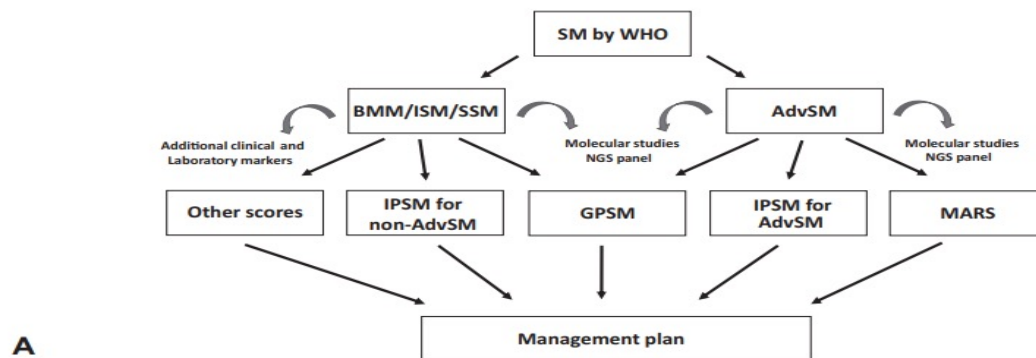 SM by WHO
BMM/ISM/SSM
AdvSM
Additional clinical and
Laboratory markers
Molecular studies
NGS panel
Molecular studies
NGS panel
Other scores
IPSM for
non-AdvSM
GPSM
IPSM for
AdvSM
MARS
Management plan
A